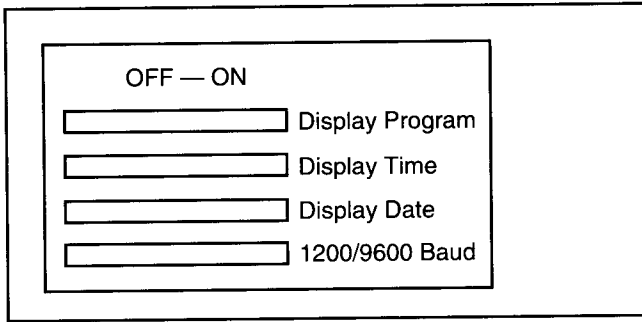 OFF — ON
Display Program
Display Time
Display Date
1200/9600 Baud